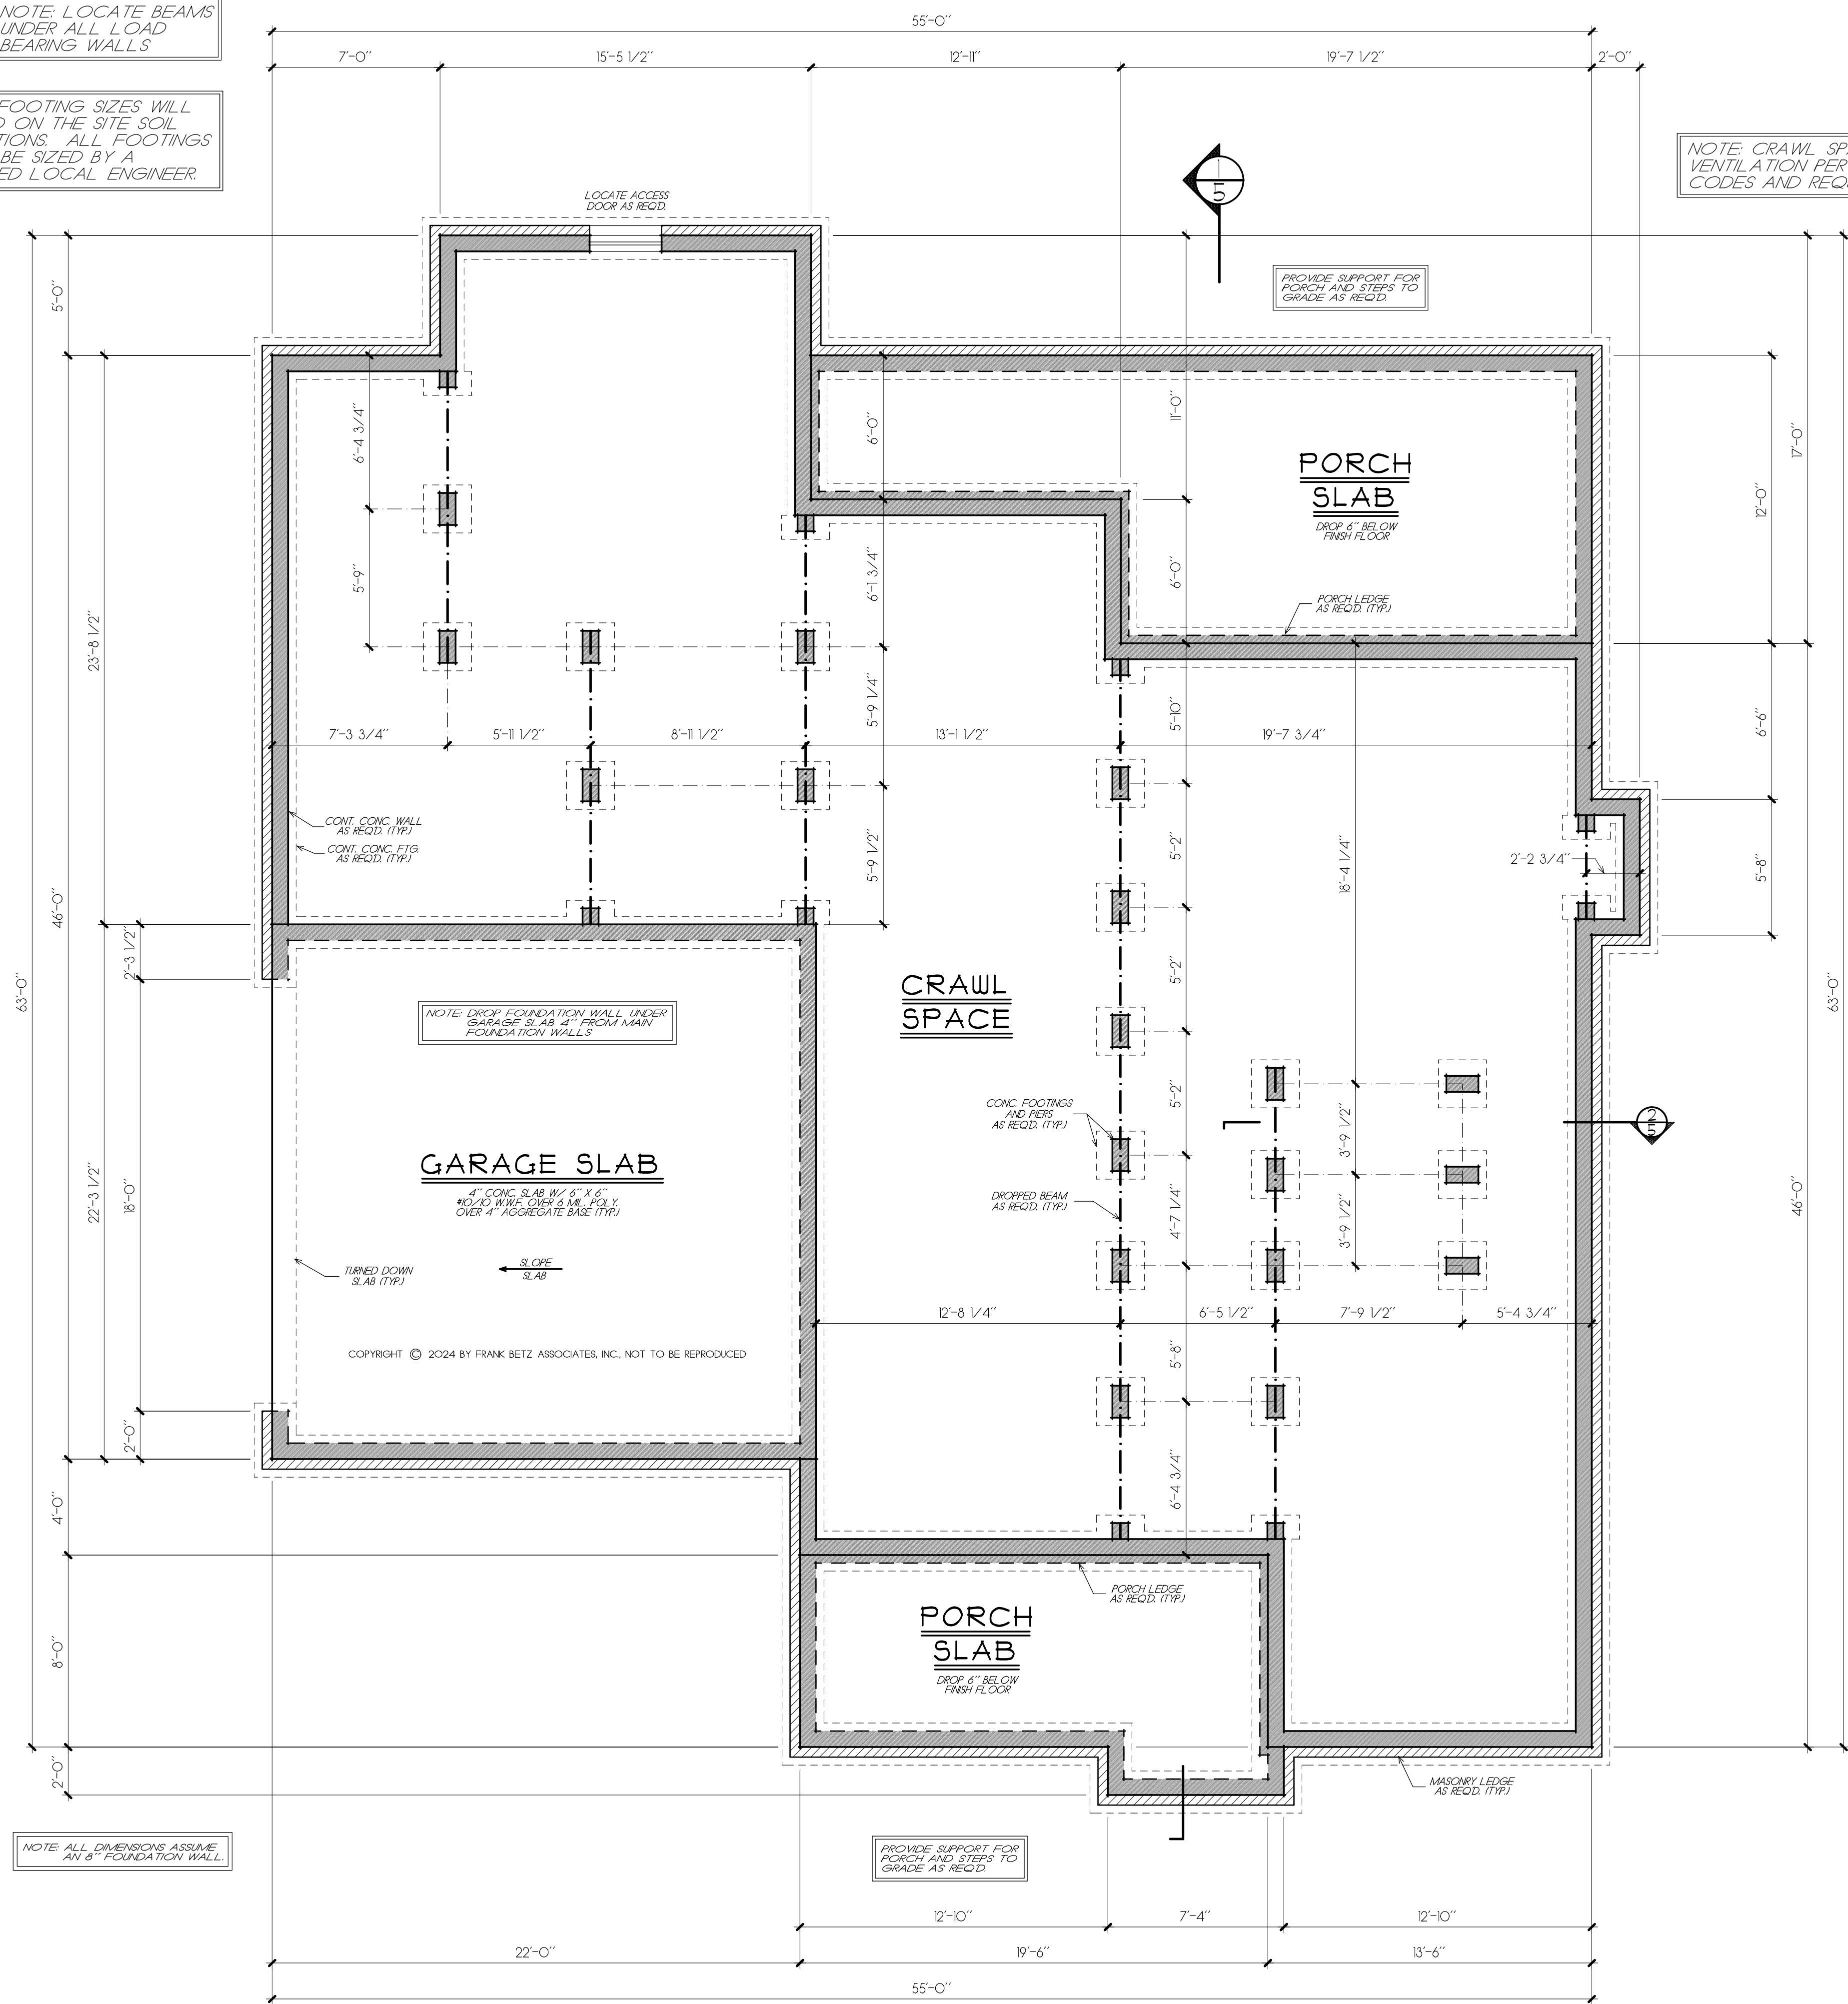 NOTE: LOCATE BEAMS
UNDER ALL LOAD
BEARING WALLS
FOOTING SIZES WILL
ON THE SITE SOIL
TIONS. ALL FOOTINGS
BE SIZED BY A
ED LOCAL ENGINEER.
55'-0"
7'-0"
15'-5 1/2"
12'-11"
19'-7 1/2"
2'-0"
1
5
NOTE: CRAWL SP
VENTILATION PER
CODES AND REQ
LOCATE ACCESS
DOOR AS REQ'D.
PROVIDE SUPPORT FOR
PORCH AND STEPS TO
GRADE AS REQ'D.
5'-0"
6'-4 3/4"
6'-0"
11'-0"
17'-0"
12'-0"
PORCH
SLAB
DROP 6" BELOW
FINISH FLOOR
5'-9"
6'-1 3/4"
6'-0"
PORCH LEDGE
AS REQ'D. (TYP.)
23'-8 1/2"
5'-9 1/4"
5'-10"
6'-6"
7'-3 3/4"
5'-11 1/2"
8'-11 1/2"
13'-1 1/2"
19'-7 3/4"
CONT. CONC. WALL
AS REQ'D. (TYP.)
CONT. CONC. FTG.
AS REQ'D. (TYP.)
5'-9 1/2"
5'-2"
18'-4 1/4"
2'-2 3/4"
5'-8"
46'-0"
63'-0"
2'-3 1/2"
5'-2"
63'-0"
CRAWL
SPACE
NOTE: DROP FOUNDATION WALL UNDER
GARAGE SLAB 4" FROM MAIN
FOUNDATION WALLS
5'-2"
CONC. FOOTINGS
AND PIERS
AS REQ'D. (TYP.)
3'-9 1/2"
2
5
GARAGE SLAB
4" CONC. SLAB W/ 6" X 6"
#10/10 W.W.F. OVER 6 MIL. POLY.
OVER 4" AGGREGATE BASE (TYP.)
22'-3 1/2"
18'-0"
DROPPED BEAM
AS REQ'D. (TYP.)
4'-7 1/4"
3'-9 1/2"
46'-0"
TURNED DOWN
SLAB (TYP.)
SLOPE
SLAB
12'-8 1/4"
6'-5 1/2"
7'-9 1/2"
5'-4 3/4"
COPYRIGHT © 2024 BY FRANK BETZ ASSOCIATES, INC., NOT TO BE REPRODUCED
5'-8"
2'-0"
4'-0"
6'-4 3/4"
PORCH LEDGE
AS REQ'D. (TYP.)
PORCH
SLAB
DROP 6" BELOW
FINISH FLOOR
8'-0"
2'-0"
MASONRY LEDGE
AS REQ'D. (TYP.)
NOTE: ALL DIMENSIONS ASSUME
AN 8" FOUNDATION WALL.
PROVIDE SUPPORT FOR
PORCH AND STEPS TO
GRADE AS REQ'D.
12'-10"
7'-4"
12'-10"
22'-0"
19'-6"
13'-6"
55'-0"